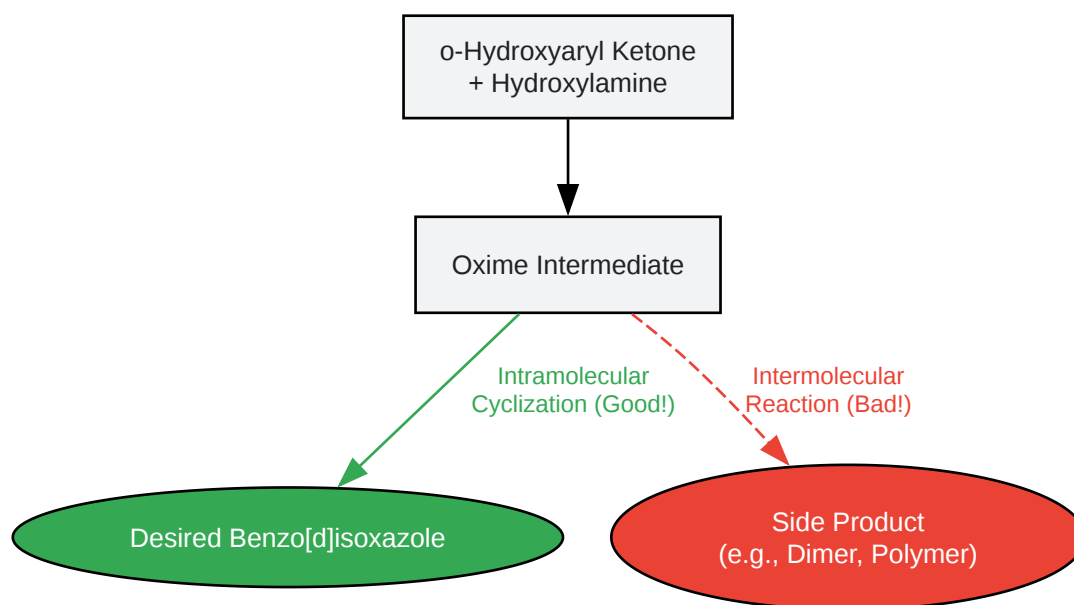 o-Hydroxyaryl Ketone
+ Hydroxylamine
Oxime Intermediate
Intramolecular
Cyclization (Good!)
Intermolecular
Reaction (Bad!)
Desired Benzo[d]isoxazole
Side Product
(e.g., Dimer, Polymer)